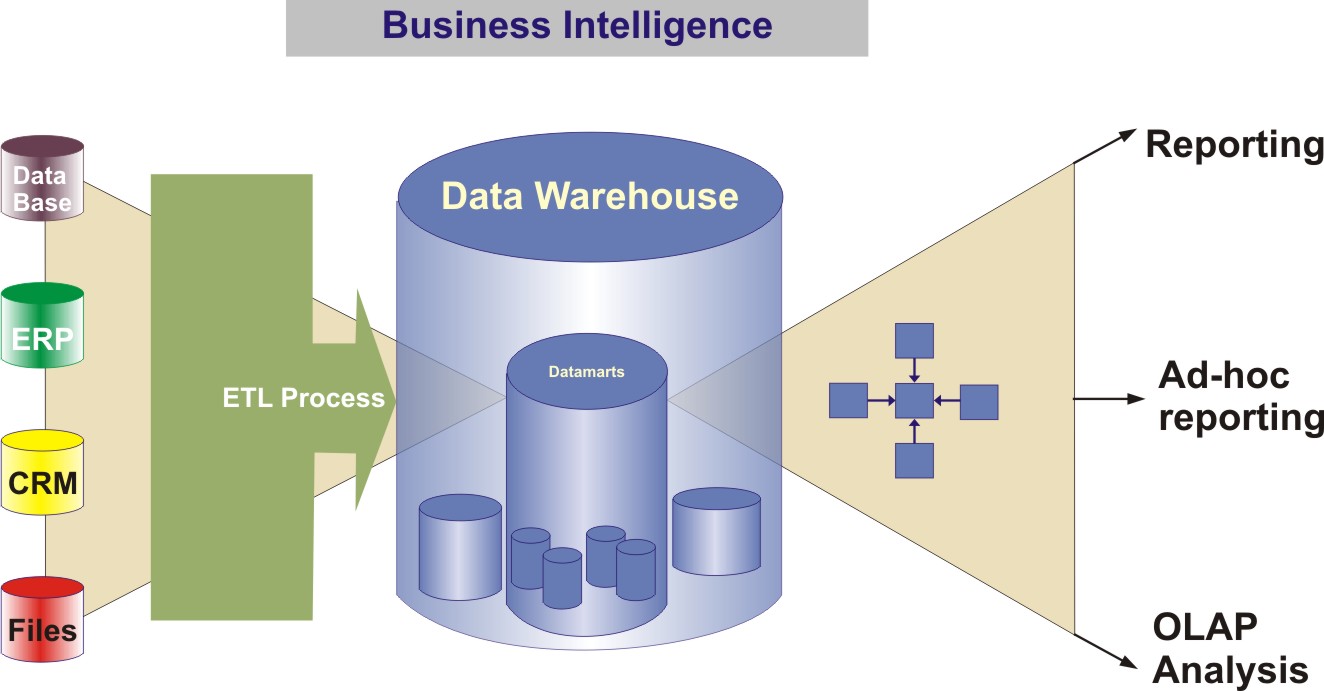 Business Intelligence
Data
Base
ERP
CRM
Files
ETL Process
Data Warehouse
Datamarts
Reporting
Ad-hoc
reporting
OLAP
Analysis